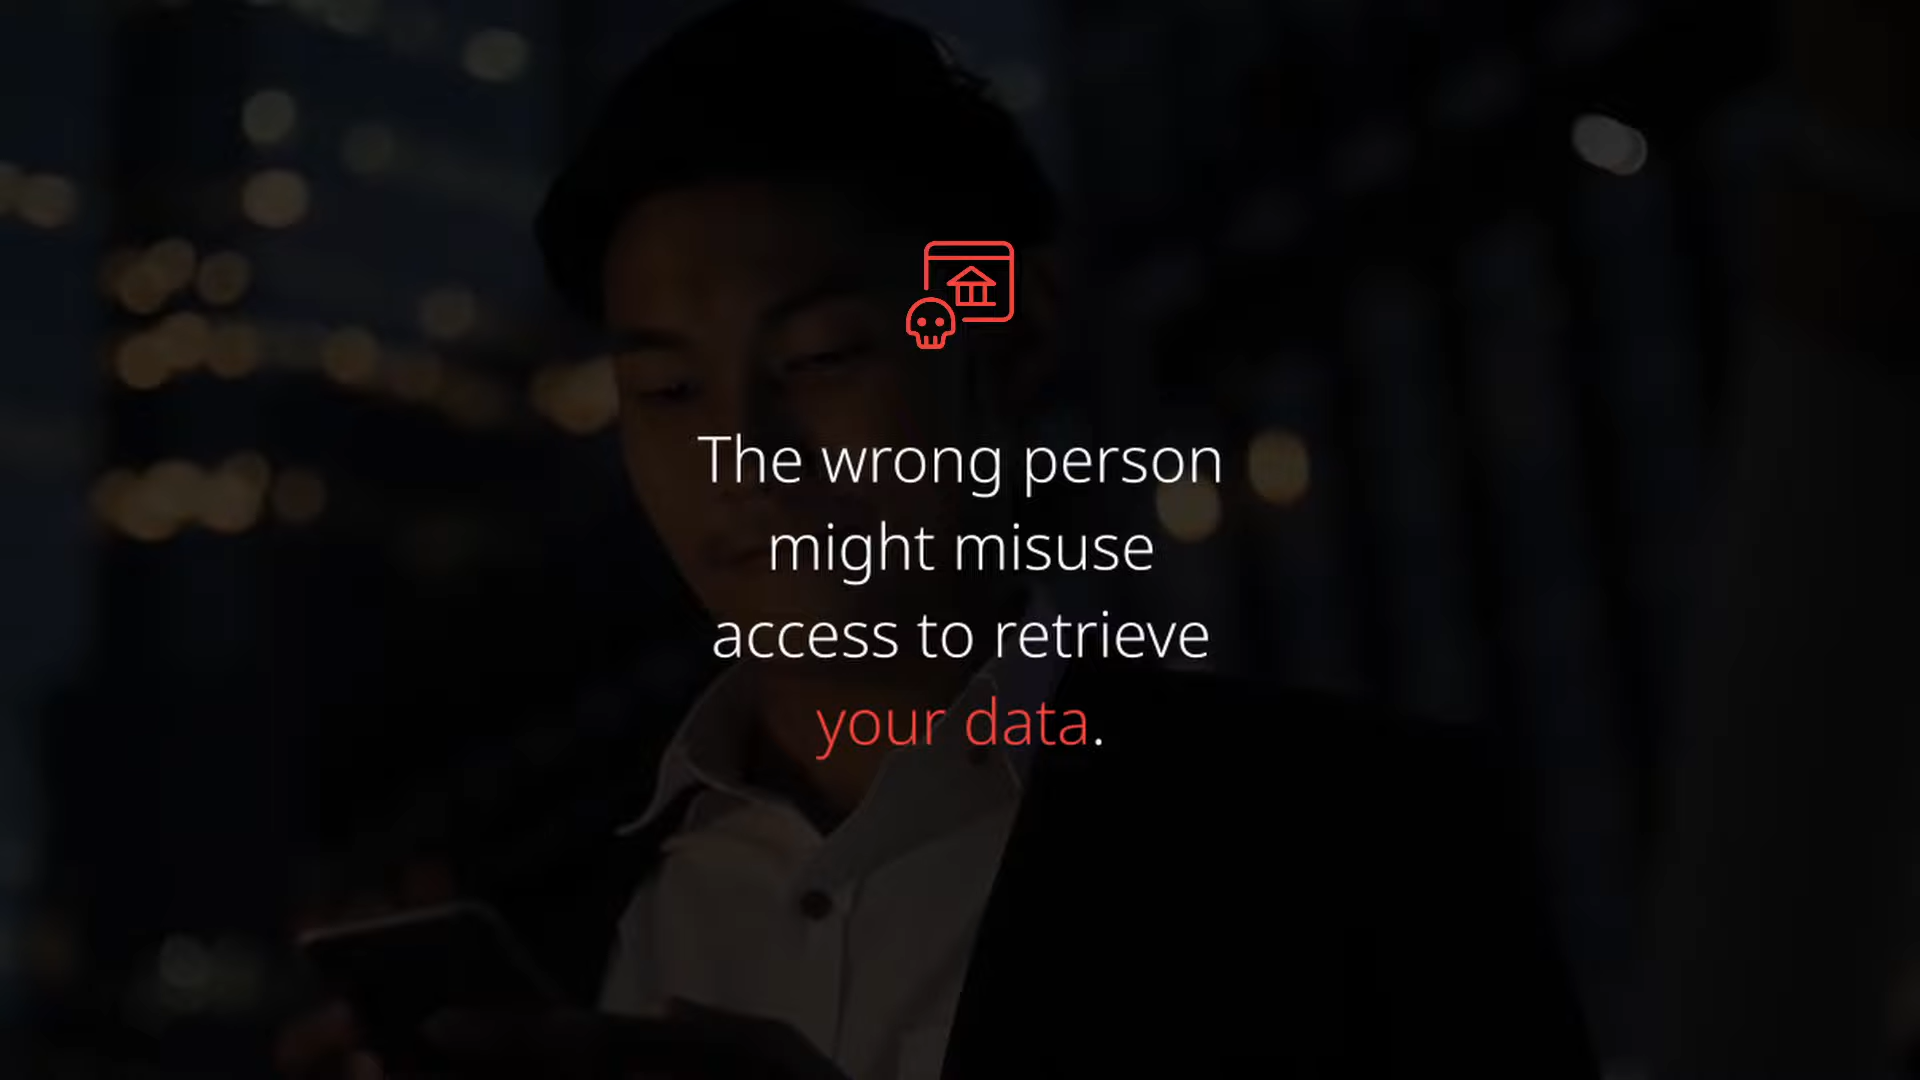 The wrong person
might misuse
access to retrieve
your data.